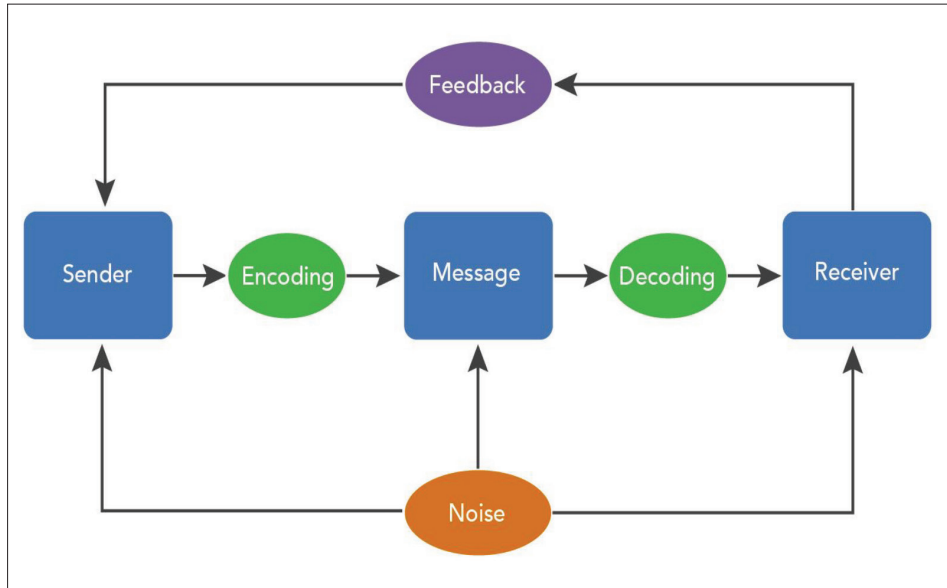 Feedback
Sender
Encoding
Message
Decoding
Receiver
Noise